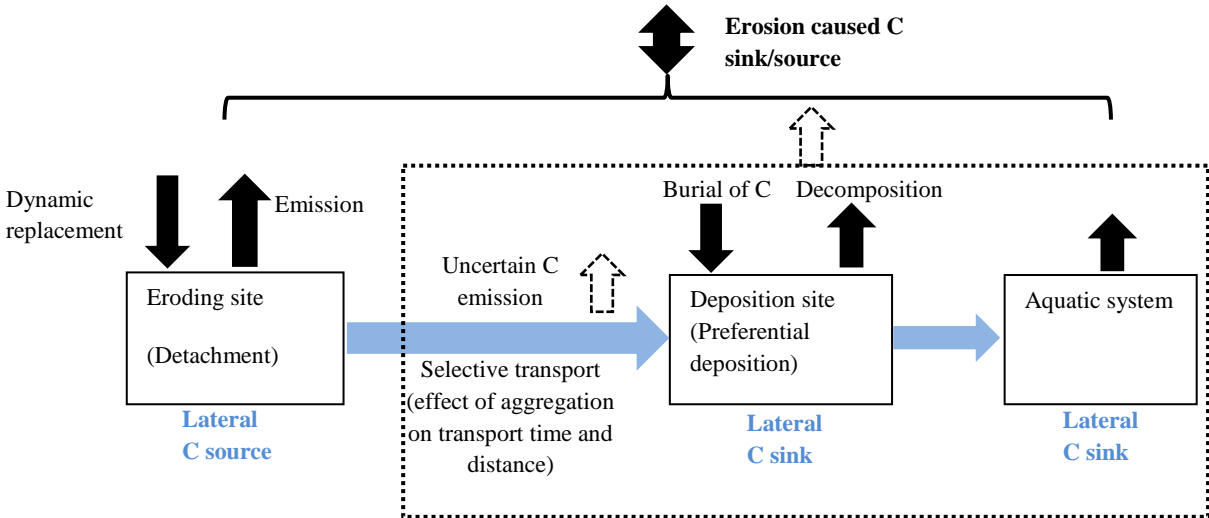 Erosion caused C
sink/source
Dynamic
replacement
Emission
Burial of C
Decomposition
Uncertain C
emission
Eroding site
(Detachment)
Deposition site
(Preferential
deposition)
Aquatic system
Selective transport
(effect of aggregation
on transport time and
distance)
Lateral
C source
Lateral
C sink
Lateral
C sink